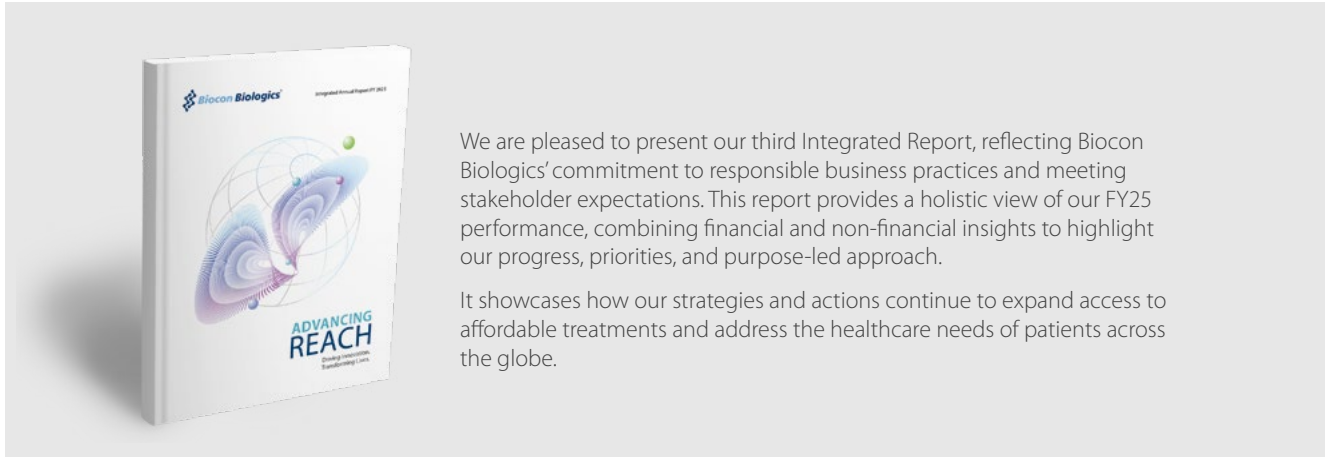 Biocon Biologics
Integrated Annual Report FY 2025
ADVANCING
REACH
Driving Innovation.
Transforming Lives.
We are pleased to present our third Integrated Report, reflecting Biocon
Biologics’ commitment to responsible business practices and meeting
stakeholder expectations. This report provides a holistic view of our FY25
performance, combining financial and non-financial insights to highlight
our progress, priorities, and purpose-led approach.
It showcases how our strategies and actions continue to expand access to
affordable treatments and address the healthcare needs of patients across
the globe.